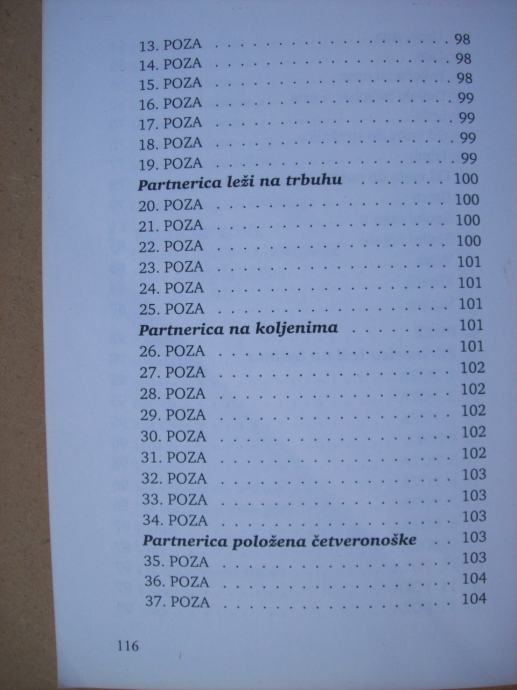 13. POZA . . . . . . . . . . . . . . . . . 98
14. POZA . . . . . . . . . . . . . . . . . 98
15. POZA . . . . . . . . . . . . . . . . . 98
16. POZA . . . . . . . . . . . . . . . . . 99
17. POZA . . . . . . . . . . . . . . . . . 99
18. POZA . . . . . . . . . . . . . . . . . 99
19. POZA . . . . . . . . . . . . . . . . . 99
Partnerica leži na trbuhu . . . . . . . 100
20. POZA . . . . . . . . . . . . . . . . . 100
21. POZA . . . . . . . . . . . . . . . . . 100
22. POZA . . . . . . . . . . . . . . . . . 100
23. POZA . . . . . . . . . . . . . . . . . 101
24. POZA . . . . . . . . . . . . . . . . . 101
25. POZA . . . . . . . . . . . . . . . . . 101
Partnerica na koljenima . . . . . . . . 101
26. POZA . . . . . . . . . . . . . . . . . 101
27. POZA . . . . . . . . . . . . . . . . . 102
28. POZA . . . . . . . . . . . . . . . . . 102
29. POZA . . . . . . . . . . . . . . . . . 102
30. POZA . . . . . . . . . . . . . . . . . 102
31. POZA . . . . . . . . . . . . . . . . . 102
32. POZA . . . . . . . . . . . . . . . . . 103
33. POZA . . . . . . . . . . . . . . . . . 103
34. POZA . . . . . . . . . . . . . . . . . 103
Partnerica položena četveronoške . . 103
35. POZA . . . . . . . . . . . . . . . . . 103
36. POZA . . . . . . . . . . . . . . . . . 104
37. POZA . . . . . . . . . . . . . . . . . 104
116